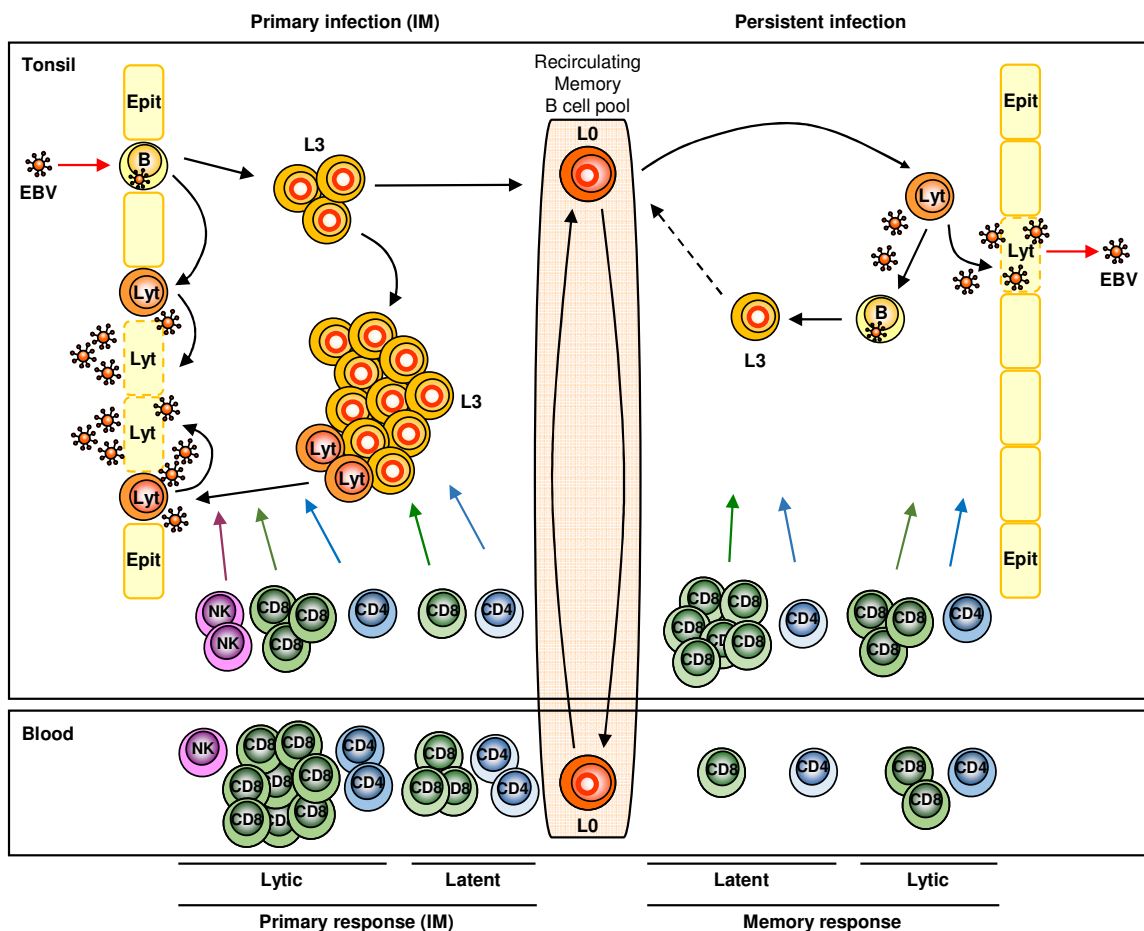 Primary infection (IM)
Persistent infection
Tonsil
Recirculating
Memory
B cell pool
Epit
Epit
L0
L3
B
EBV
Lyt
Lyt
EBV
Lyt
Lyt
B
L3
Lyt
L3
Lyt
Lyt
Lyt
Lyt
Epit
Epit
NK
CD8
CD8
CD4
CD8
CD4
NK
CD8
CD8
CD8
CD8
CD8
CD8
CD8
CD4
CD8
CD8
CD8
CD4
Blood
NK
CD8
CD8
CD4
CD8
CD8
CD8
CD4
CD8
CD8
CD8
CD4
CD8
CD8
CD4
CD8
CD4
CD8
CD4
CD8
L0
Lytic
Latent
Latent
Lytic
Primary response (IM)
Memory response